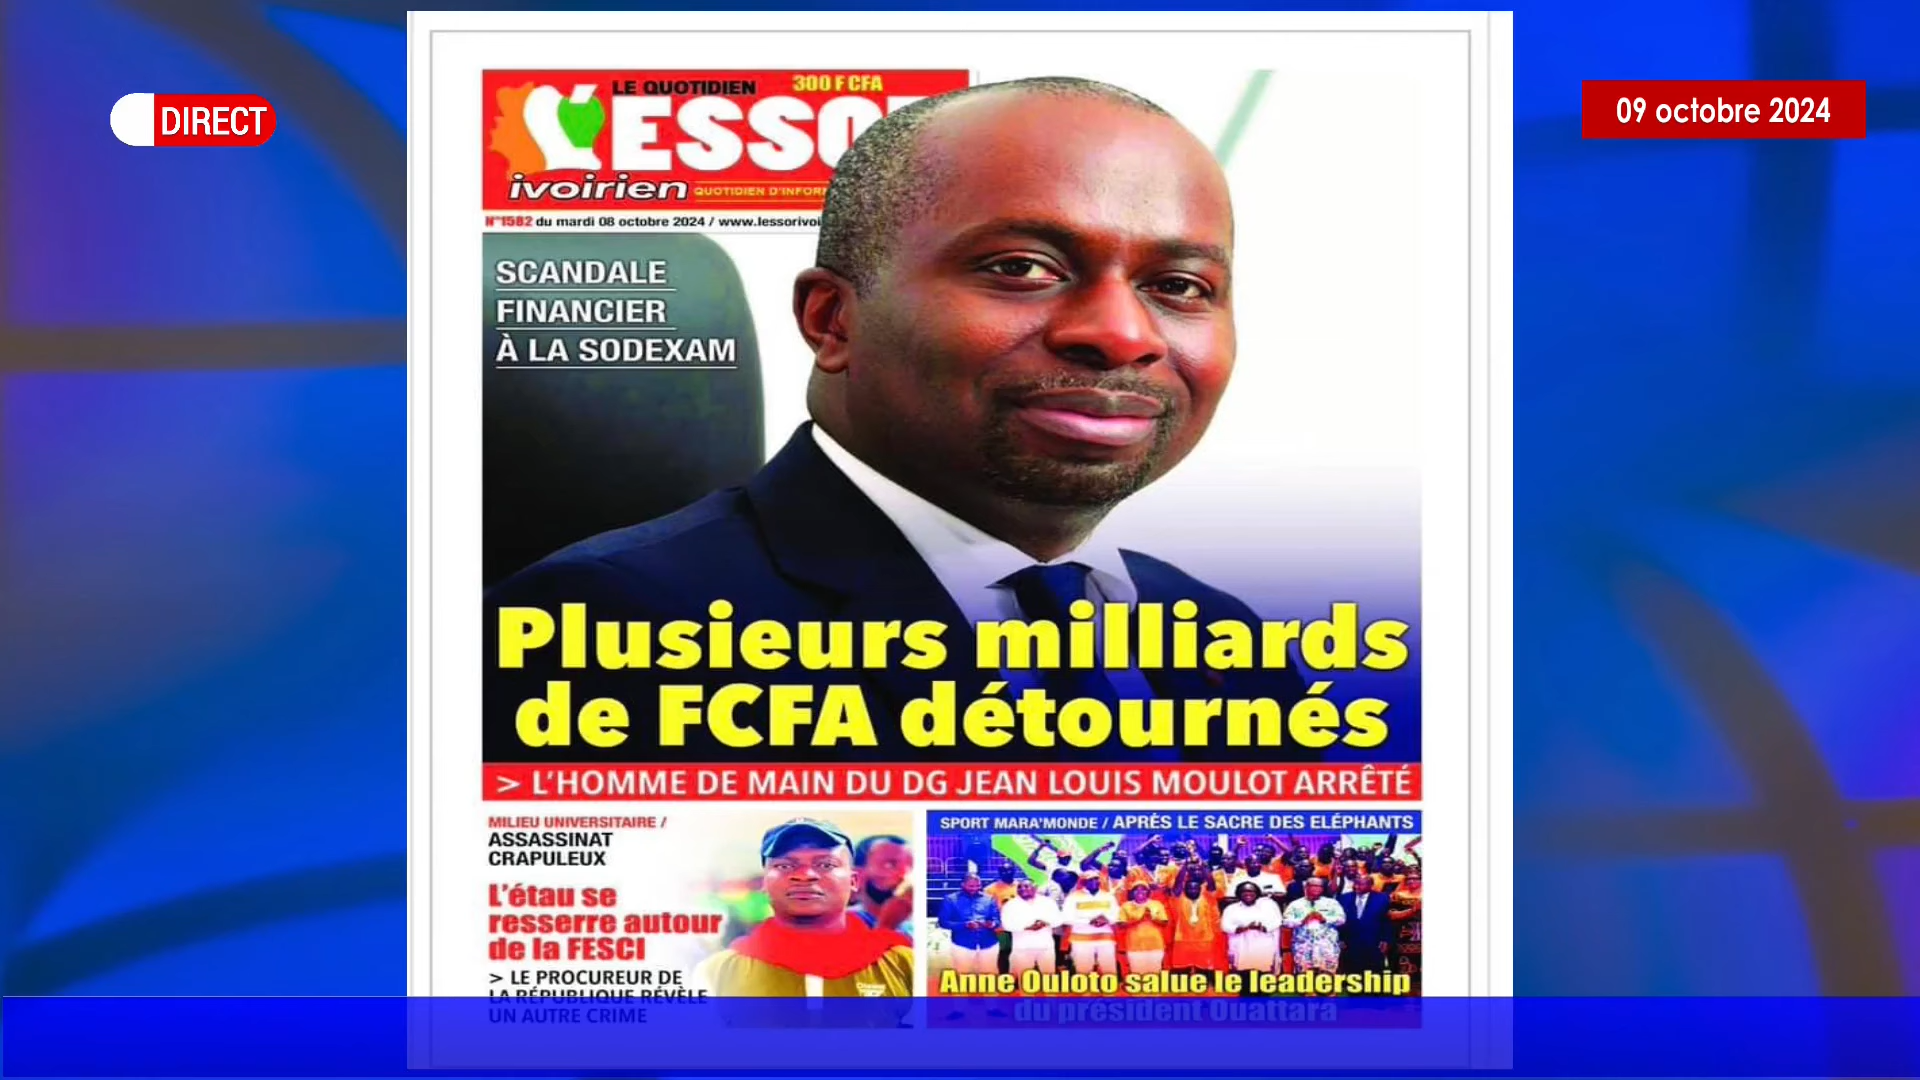 DIRECT
09 octobre 2024
LE QUOTIDIEN
300 F CFA
L'ESSO
ivoirien
QUOTIDIEN D'INFOR
N°1582 du mardi 08 octobre 2024 / www.lessorivoi
SCANDALE
FINANCIER
À LA SODEXAM
Plusieurs milliards
de FCFA détournés
> L'HOMME DE MAIN DU DG JEAN LOUIS MOULOT ARRÊTÉ
MILIEU UNIVERSITAIRE /
ASSASSINAT
CRAPULEUX
L'étau se
resserre autour
de la FESCI
> LE PROCUREUR DE
LA RÉPUBLIQUE RÉVÈLE
UN AUTRE CRIME
SPORT MARA'MONDE / APRÈS LE SACRE DES ELÉPHANTS
Anne Ouloto salue le leadership
du président Ouattara